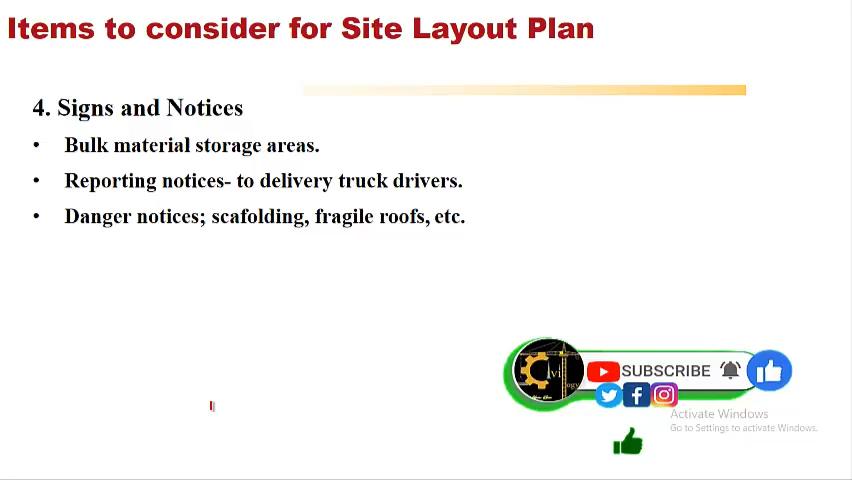 Items to consider for Site Layout Plan
4. Signs and Notices
• Bulk material storage areas.
• Reporting notices- to delivery truck drivers.
• Danger notices; scafolding, fragile roofs, etc.
SUBSCRIBE
Activate Windows
Go to Settings to activate Windows.